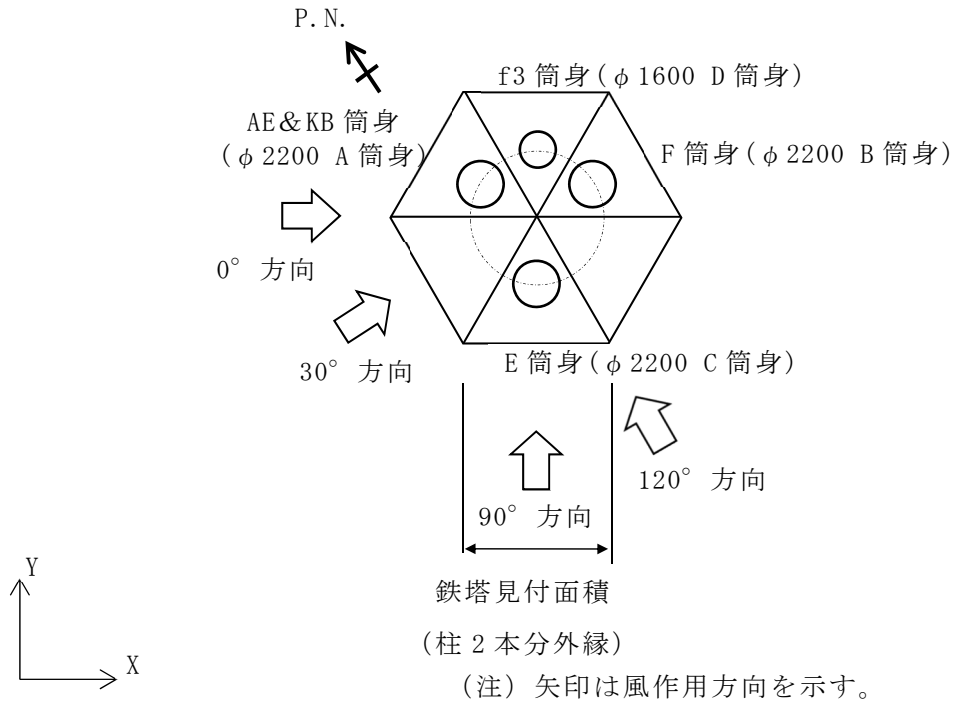 P.N.
f3 筒身(φ1600 D 筒身)
AE&KB 筒身
(φ2200 A 筒身)
F 筒身(φ2200 B 筒身)
0° 方向
30° 方向
E 筒身(φ2200 C 筒身)
120° 方向
90° 方向
鉄塔見付面積
(柱 2 本分外縁)
(注) 矢印は風作用方向を示す。
Y
X